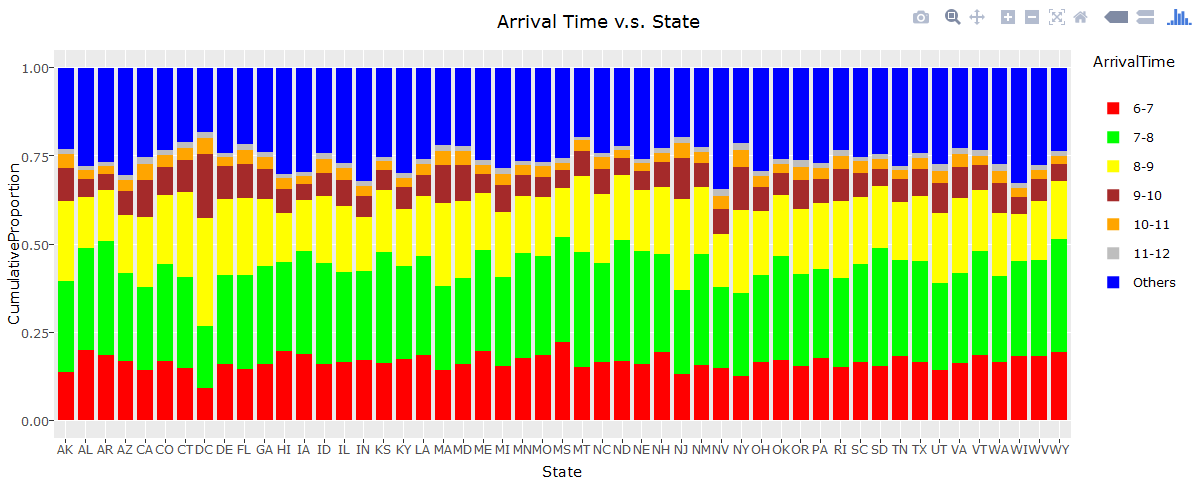 Arrival Time v.s. State
CumulativeProportion
1.00
0.75
0.50
0.25
0.00
AK AL AR AZ CA CO CT DC DE FL GA HI IA ID IL IN KS KY LA MA MD ME MI MN MO MS MT NC ND NE NH NJ NM NV NY OH OK OR PA RI SC SD TN TX UT VA VT WA WI WV WY
State
ArrivalTime
6-7
7-8
8-9
9-10
10-11
11-12
Others